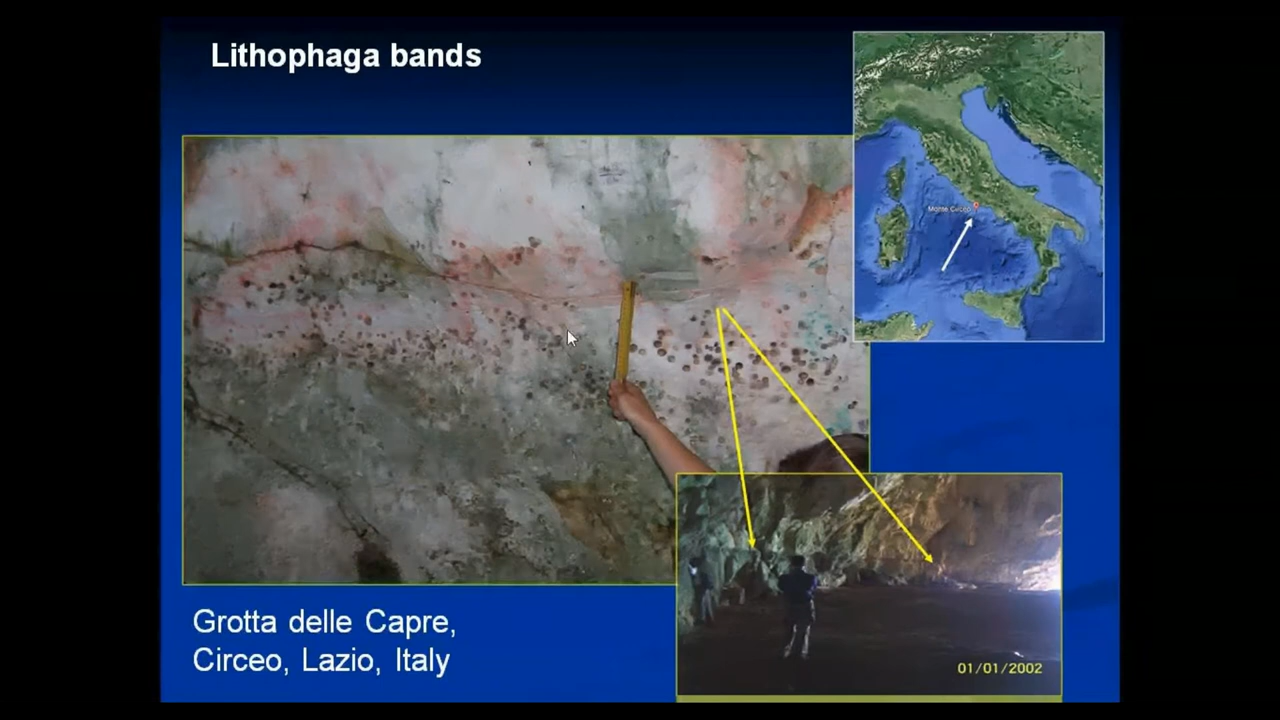 Lithophaga bands
Monte Circeo
Grotta delle Capre,
Circeo, Lazio, Italy
01/01/2002